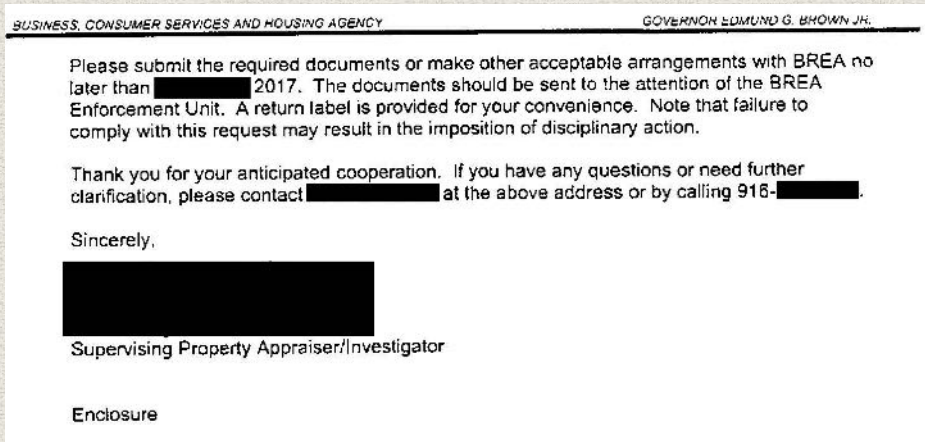 BUSINESS, CONSUMER SERVICES AND HOUSING AGENCY GOVERNOR EDMUND G. BROWN JR.
Please submit the required documents or make other acceptable arrangements with BREA no
later than 2017. The documents should be sent to the attention of the BREA
Enforcement Unit. A return label is provided for your convenience. Note that failure to
comply with this request may result in the imposition of disciplinary action.
Thank you for your anticipated cooperation. If you have any questions or need further
clarification, please contact at the above address or by calling 916- .
Sincerely,
Supervising Property Appraiser/Investigator
Enclosure